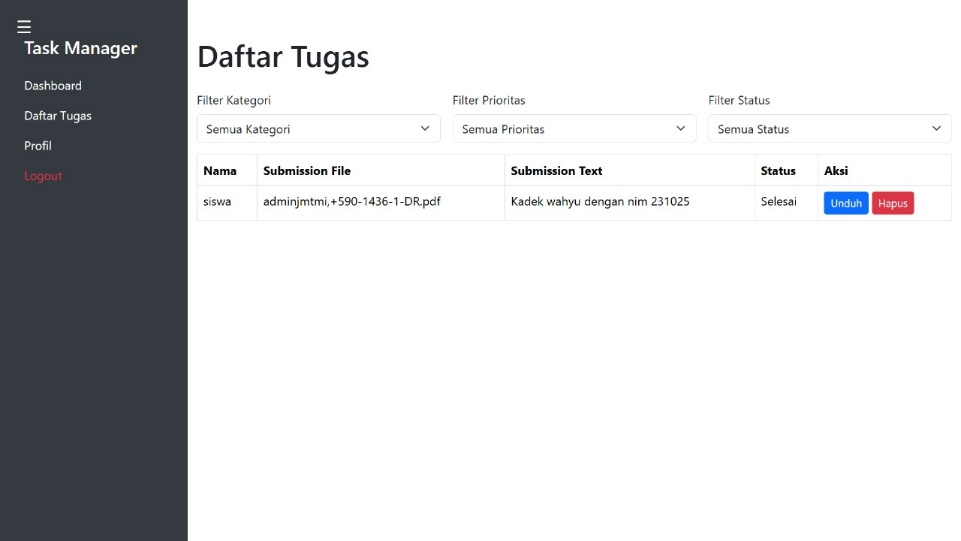 ☰
Task Manager
Dashboard
Daftar Tugas
Profil
Logout
Daftar Tugas
Filter Kategori Filter Prioritas Filter Status
Semua Kategori Semua Prioritas Semua Status
Nama Submission File Submission Text Status Aksi
siswa adminjmtmi,+590-1436-1-DR.pdf Kadek wahyu dengan nim 231025 Selesai Unduh Hapus